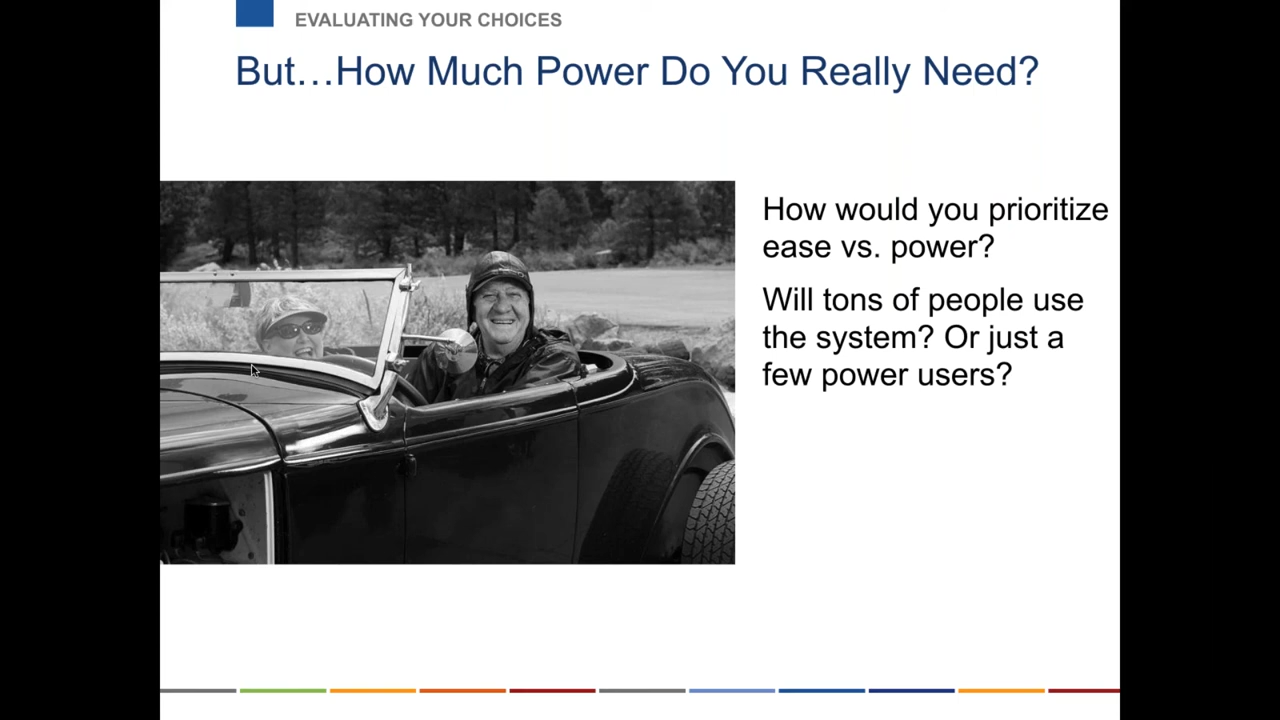 EVALUATING YOUR CHOICES
But…How Much Power Do You Really Need?
How would you prioritize
ease vs. power?
Will tons of people use
the system? Or just a
few power users?